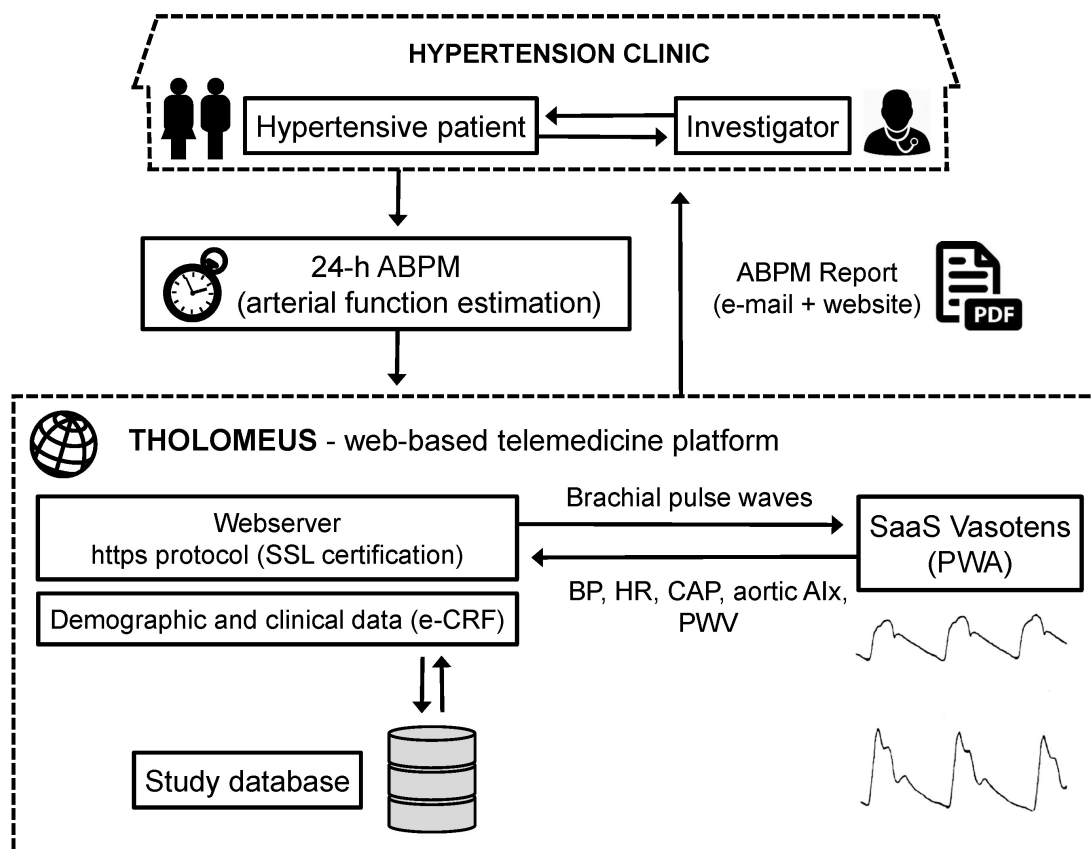 HYPERTENSION CLINIC
Hypertensive patient
Investigator
24-h ABPM
(arterial function estimation)
ABPM Report
(e-mail + website)
PDF
THOLOMEUS - web-based telemedicine platform
Webserver
https protocol (SSL certification)
Brachial pulse waves
SaaS Vasotens
(PWA)
BP, HR, CAP, aortic AIx,
PWV
Demographic and clinical data (e-CRF)
Study database